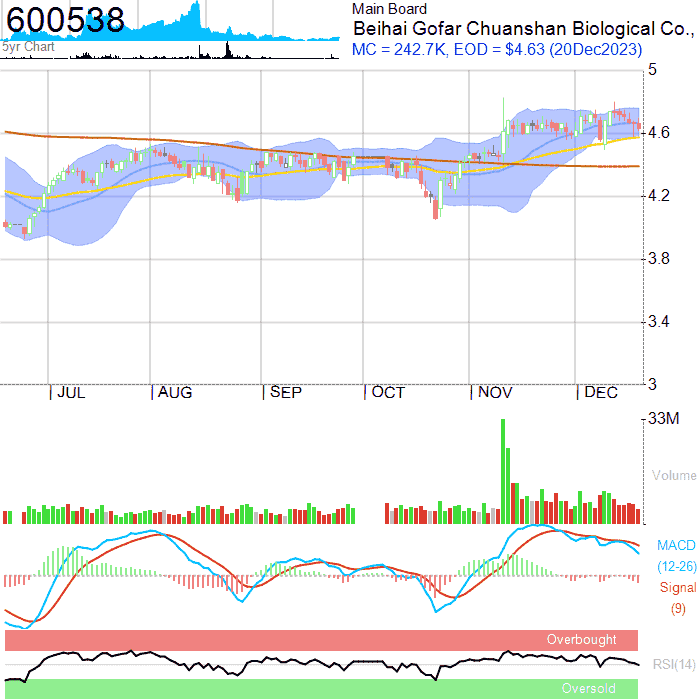 600538
5yr Chart
Main Board
Beihai Gofar Chuanshan Biological Co.,
MC = 242.7K, EOD = $4.63 (20Dec2023)
5
4.6
4.2
3.8
3.4
3
JUL AUG SEP OCT NOV DEC
33M
Volume
MACD
(12-26)
Signal
(9)
Overbought
RSI(14)
Oversold